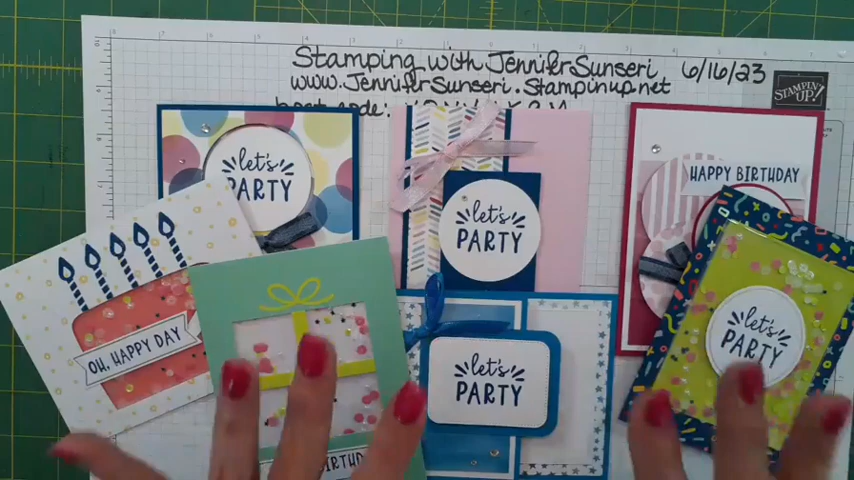 Stamping with Jennifer Sunseri 6/16/23
www.JenniferSunseri.Stampinup.net
STAMPIN' UP!
let's
PARTY
let's
PARTY
HAPPY BIRTHDAY
OH, HAPPY DAY
let's
PARTY
let's
PARTY